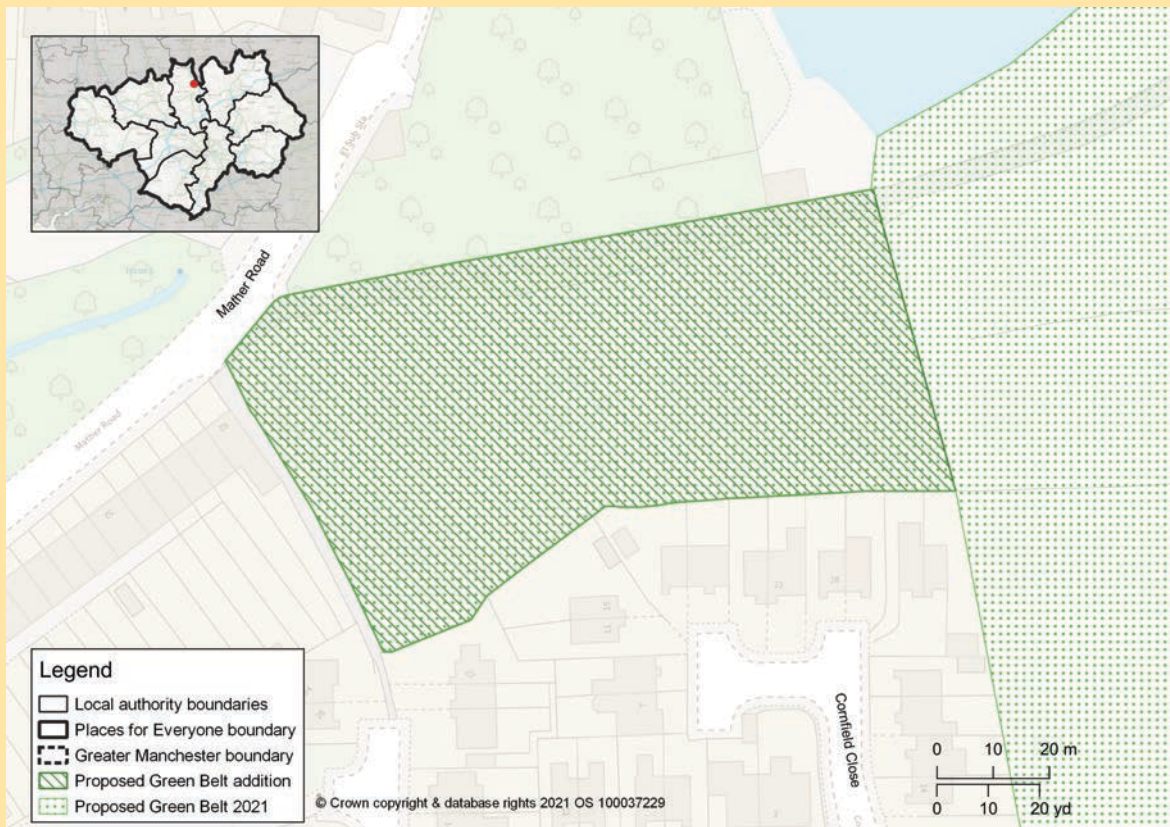 Mather Road
Mather Road
Cornfield Close
Legend
Local authority boundaries
Places for Everyone boundary
Greater Manchester boundary
Proposed Green Belt addition
Proposed Green Belt 2021
© Crown copyright & database rights 2021 OS 100037229
0 10 20 m
0 10 20 yd